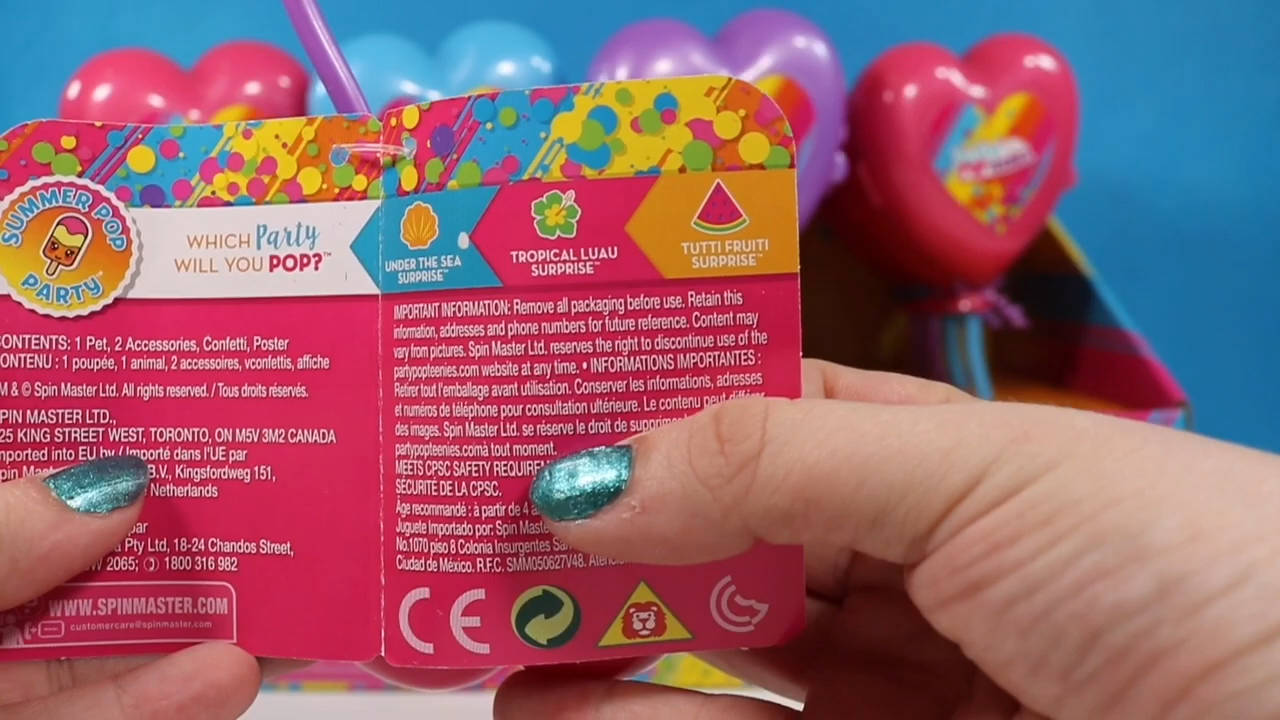 SUMMER POP
PARTY™
WHICH Party
WILL YOU POP?™
UNDER THE SEA
SURPRISE™
TROPICAL LUAU
SURPRISE™
TUTTI FRUITI
SURPRISE™
CONTENTS: 1 Pet, 2 Accessories, Confetti, Poster
CONTENU : 1 poupée, 1 animal, 2 accessoires, vconfettis, affiche
& © Spin Master Ltd. All rights reserved. / Tous droits réservés.
SPIN MASTER LTD.,
25 KING STREET WEST, TORONTO, ON M5V 3M2 CANADA
Imported into EU by / Importé dans l'UE par
B.V., Kingsfordweg 151,
Netherlands
par
Pty Ltd, 18-24 Chandos Street,
2065; 1800 316 982
WWW.SPINMASTER.COM
customercare@spinmaster.com
IMPORTANT INFORMATION: Remove all packaging before use. Retain this
information, addresses and phone numbers for future reference. Content may
vary from pictures. Spin Master Ltd. reserves the right to discontinue use of the
partypopteenies.com website at any time. • INFORMATIONS IMPORTANTES :
Retirer tout l'emballage avant utilisation. Conserver les informations, adresses
et numéros de téléphone pour consultation ultérieure. Le contenu peut différer
des images. Spin Master Ltd. se réserve le droit de supprimer
partypopteenies.comà tout moment.
MEETS CPSC SAFETY REQUIREM
SÉCURITÉ DE LA CPSC.
Âge recommandé : à partir de 4
Juguete Importado por: Spin Mast
No.1070 piso 8 Colonia Insurgentes
Ciudad de México. R.F.C. SMM050627V48.
CE